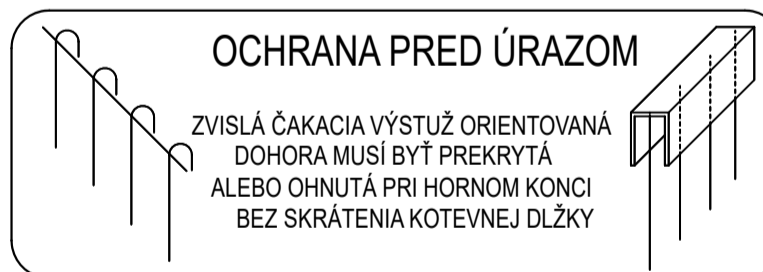 OCHRANA PRED ÚRAZOM
ZVISLÁ ČAKACIA VÝSTUŽ ORIENTOVANÁ
DOHORA MUSÍ BYŤ PREKRYTÁ
ALEBO OHNUTÁ PRI HORNOM KONCI
BEZ SKRÁTENIA KOTEVNEJ DLŽKY